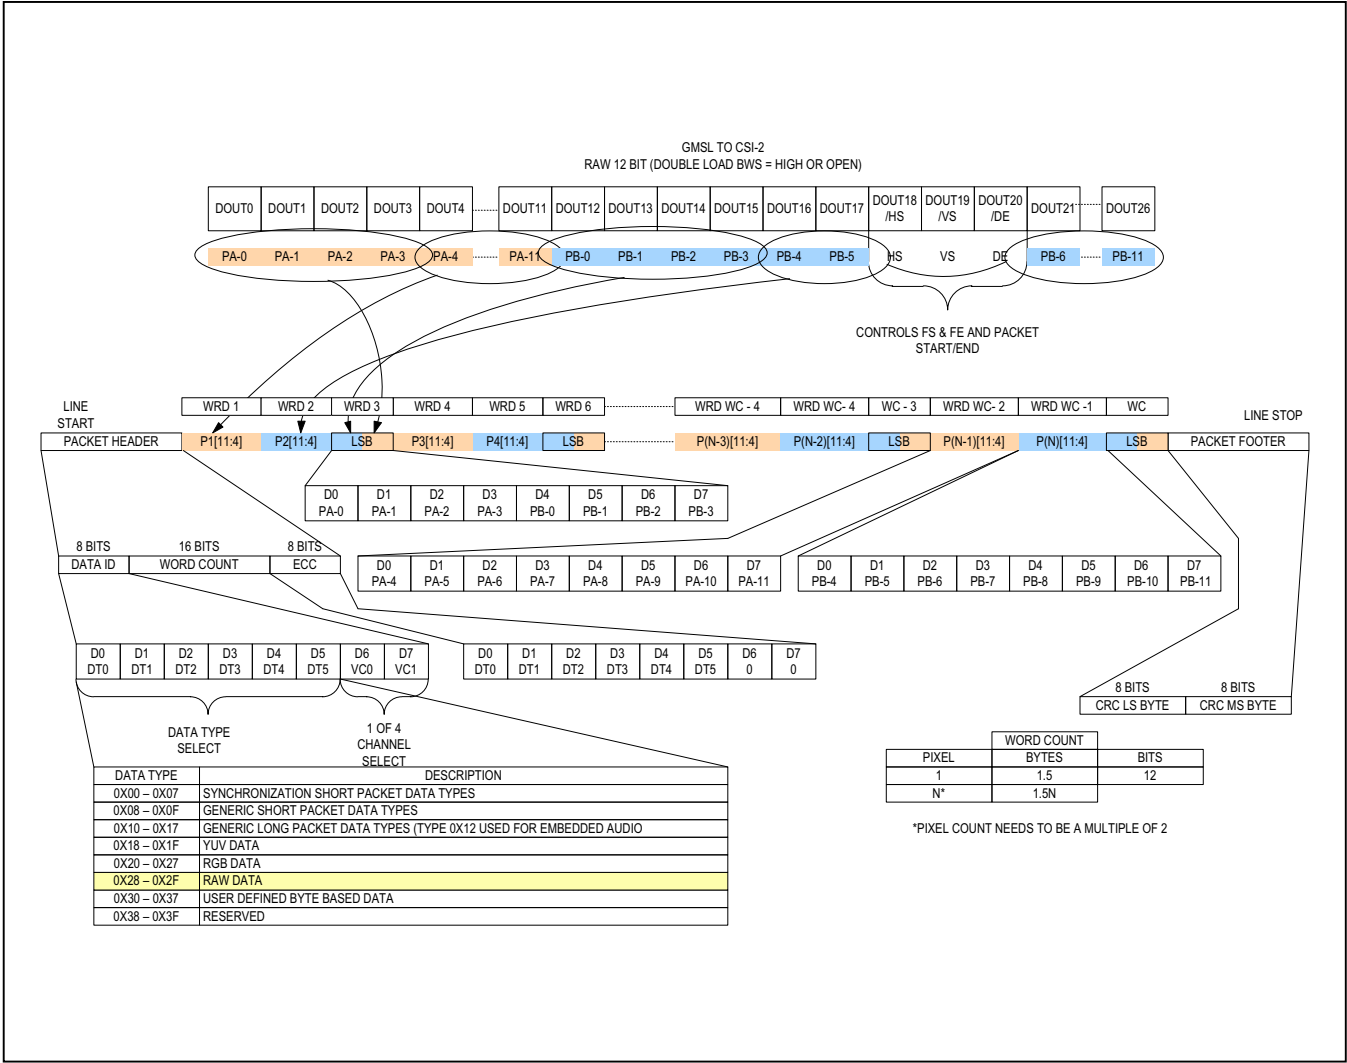 GMSL TO CSI-2
RAW 12 BIT (DOUBLE LOAD BWS = HIGH OR OPEN)
DOUT0 DOUT1 DOUT2 DOUT3 DOUT4 DOUT11 DOUT12 DOUT13 DOUT14 DOUT15 DOUT16 DOUT17 DOUT18 /HS DOUT19 /VS DOUT20 /DE DOUT21 DOUT26
PA-0 PA-1 PA-2 PA-3 PA-4 PA-11 PB-0 PB-1 PB-2 PB-3 PB-4 PB-5 HS VS DE PB-6 PB-11
CONTROLS FS & FE AND PACKET
START/END
LINE
START
WRD 1 WRD 2 WRD 3 WRD 4 WRD 5 WRD 6 WRD WC - 4 WRD WC- 4 WC - 3 WRD WC- 2 WRD WC -1 WC
LINE STOP
PACKET HEADER P1[11:4] P2[11:4] LSB P3[11:4] P4[11:4] LSB P(N-3)[11:4] P(N-2)[11:4] LSB P(N-1)[11:4] P(N)[11:4] LSB PACKET FOOTER
D0 D1 D2 D3 D4 D5 D6 D7
PA-0 PA-1 PA-2 PA-3 PB-0 PB-1 PB-2 PB-3
8 BITS 16 BITS 8 BITS
DATA ID WORD COUNT ECC
D0 D1 D2 D3 D4 D5 D6 D7
PA-4 PA-5 PA-6 PA-7 PA-8 PA-9 PA-10 PA-11
D0 D1 D2 D3 D4 D5 D6 D7
PB-4 PB-5 PB-6 PB-7 PB-8 PB-9 PB-10 PB-11
D0 D1 D2 D3 D4 D5 D6 D7
DT0 DT1 DT2 DT3 DT4 DT5 VC0 VC1
D0 D1 D2 D3 D4 D5 D6 D7
DT0 DT1 DT2 DT3 DT4 DT5 0 0
8 BITS 8 BITS
CRC LS BYTE CRC MS BYTE
DATA TYPE
SELECT
1 OF 4
CHANNEL
SELECT
WORD COUNT
PIXEL BYTES BITS
1 1.5 12
N* 1.5N
*PIXEL COUNT NEEDS TO BE A MULTIPLE OF 2
DATA TYPE DESCRIPTION
0X00 – 0X07 SYNCHRONIZATION SHORT PACKET DATA TYPES
0X08 – 0X0F GENERIC SHORT PACKET DATA TYPES
0X10 – 0X17 GENERIC LONG PACKET DATA TYPES (TYPE 0X12 USED FOR EMBEDDED AUDIO
0X18 – 0X1F YUV DATA
0X20 – 0X27 RGB DATA
0X28 – 0X2F RAW DATA
0X30 – 0X37 USER DEFINED BYTE BASED DATA
0X38 – 0X3F RESERVED